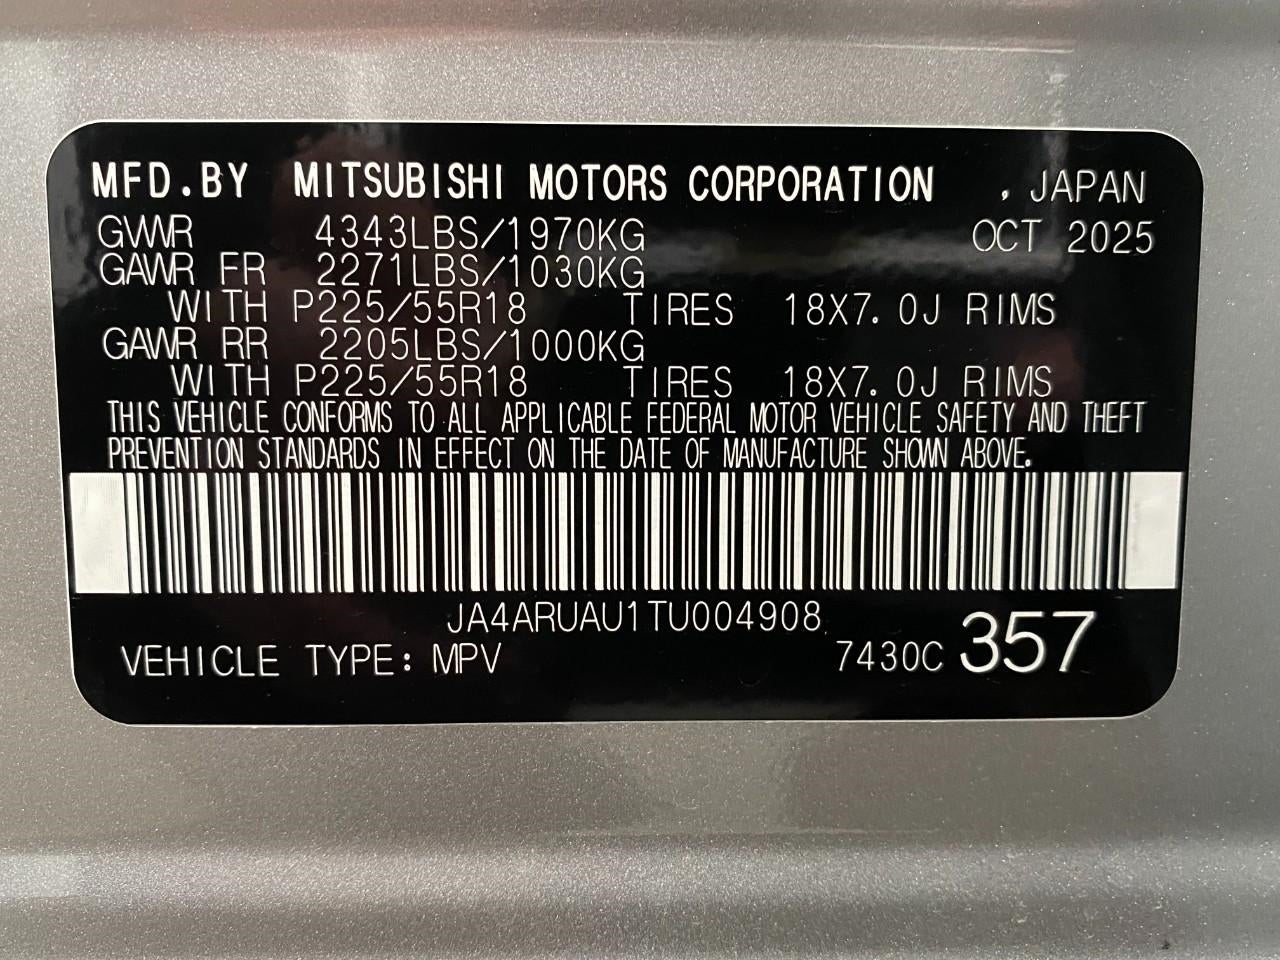 MFD.BY MITSUBISHI MOTORS CORPORATION , JAPAN
GVWR 4343LBS/1970KG OCT 2025
GAWR FR 2271LBS/1030KG
WITH P225/55R18 TIRES 18X7.0J RIMS
GAWR RR 2205LBS/1000KG
WITH P225/55R18 TIRES 18X7.0J RIMS
THIS VEHICLE CONFORMS TO ALL APPLICABLE FEDERAL MOTOR VEHICLE SAFETY AND THEFT
PREVENTION STANDARDS IN EFFECT ON THE DATE OF MANUFACTURE SHOWN ABOVE.
JA4ARUAU1TU004908
VEHICLE TYPE: MPV 7430C 357